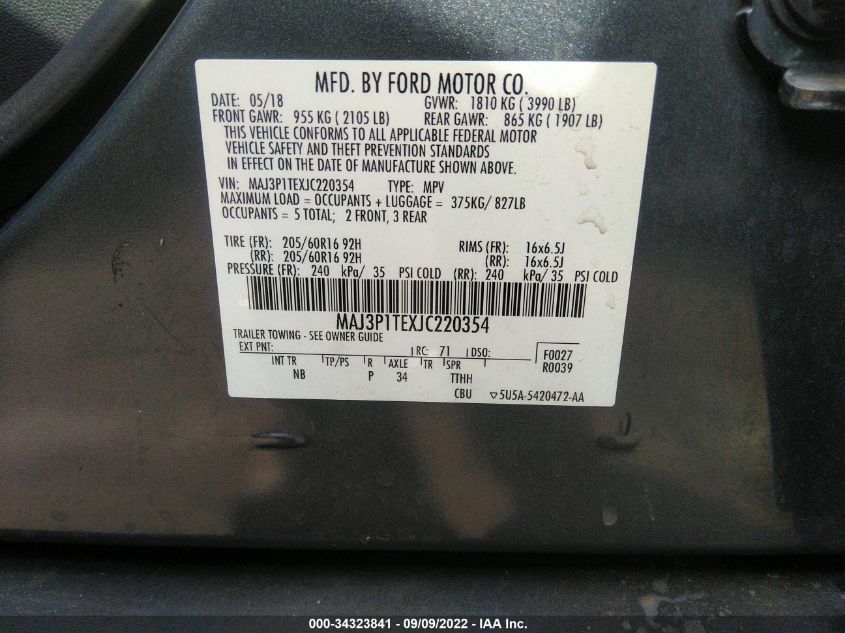 MFD. BY FORD MOTOR CO.
DATE: 05/18 GVWR: 1810 KG ( 3990 LB)
FRONT GAWR: 955 KG ( 2105 LB) REAR GAWR: 865 KG ( 1907 LB)
THIS VEHICLE CONFORMS TO ALL APPLICABLE FEDERAL MOTOR
VEHICLE SAFETY AND THEFT PREVENTION STANDARDS
IN EFFECT ON THE DATE OF MANUFACTURE SHOWN ABOVE.
VIN: MAJ3P1TEXJC220354 TYPE: MPV
MAXIMUM LOAD = OCCUPANTS + LUGGAGE = 375KG/ 827LB
OCCUPANTS = 5 TOTAL; 2 FRONT, 3 REAR
TIRE (FR): 205/60R16 92H RIMS (FR): 16x6.5J
(RR): 205/60R16 92H (RR): 16x6.5J
PRESSURE (FR): 240 kPa/ 35 PSI COLD (RR): 240 kPa/ 35 PSI COLD
MAJ3P1TEXJC220354
TRAILER TOWING - SEE OWNER GUIDE
EXT PNT: RC: 71 DSO: F0027
INT TR TP/PS R AXLE TR SPR R0039
NB P 34 TTHH
CBU ▽5U5A-5420472-AA
000-34323841 - 09/09/2022 - IAA Inc.